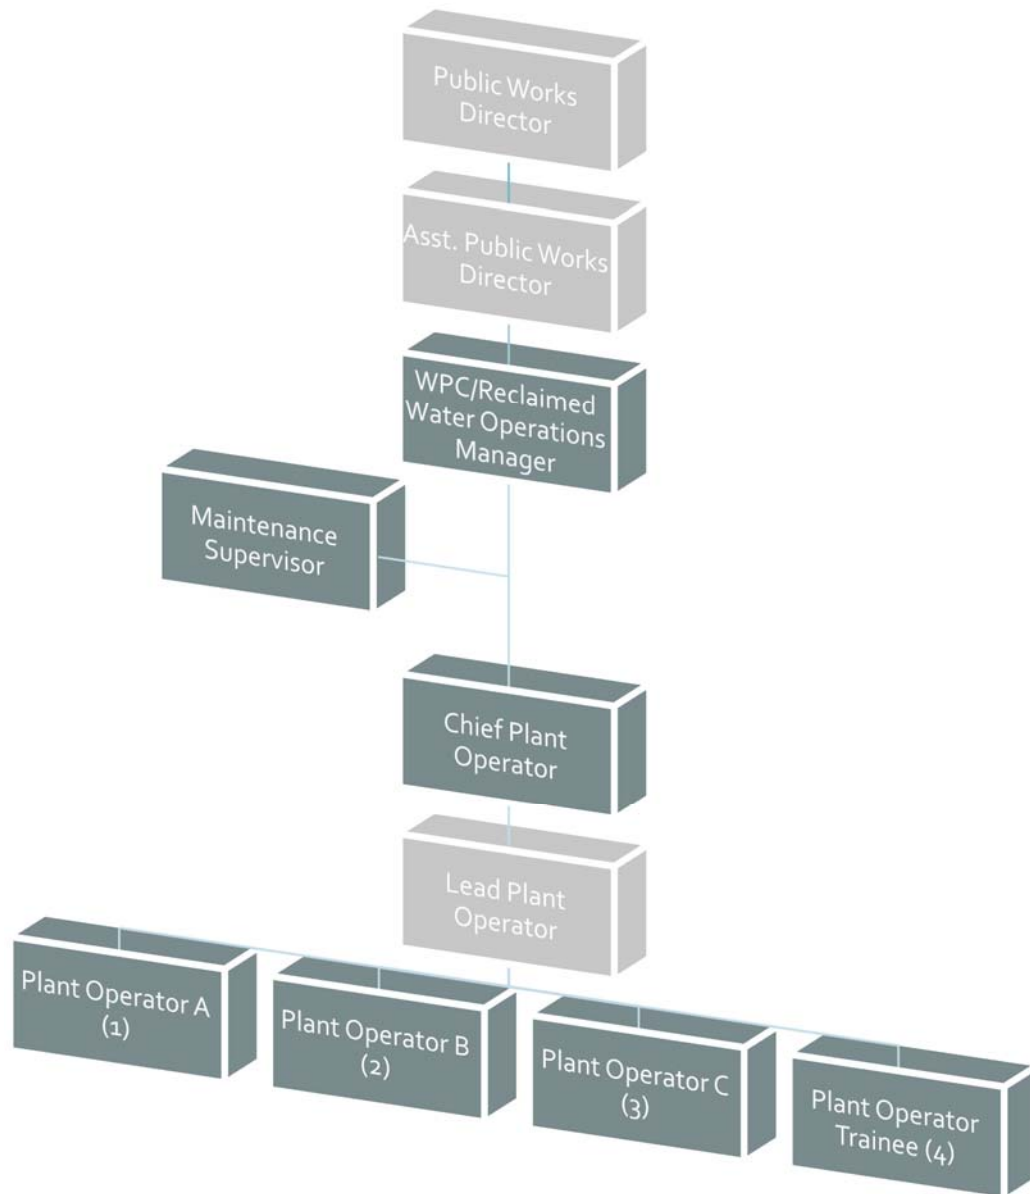 Public Works
Director
Asst. Public Works
Director
WPC/Reclaimed
Water Operations
Manager
Maintenance
Supervisor
Chief Plant
Operator
Lead Plant
Operator
Plant Operator A
(1)
Plant Operator B
(2)
Plant Operator C
(3)
Plant Operator
Trainee (4)